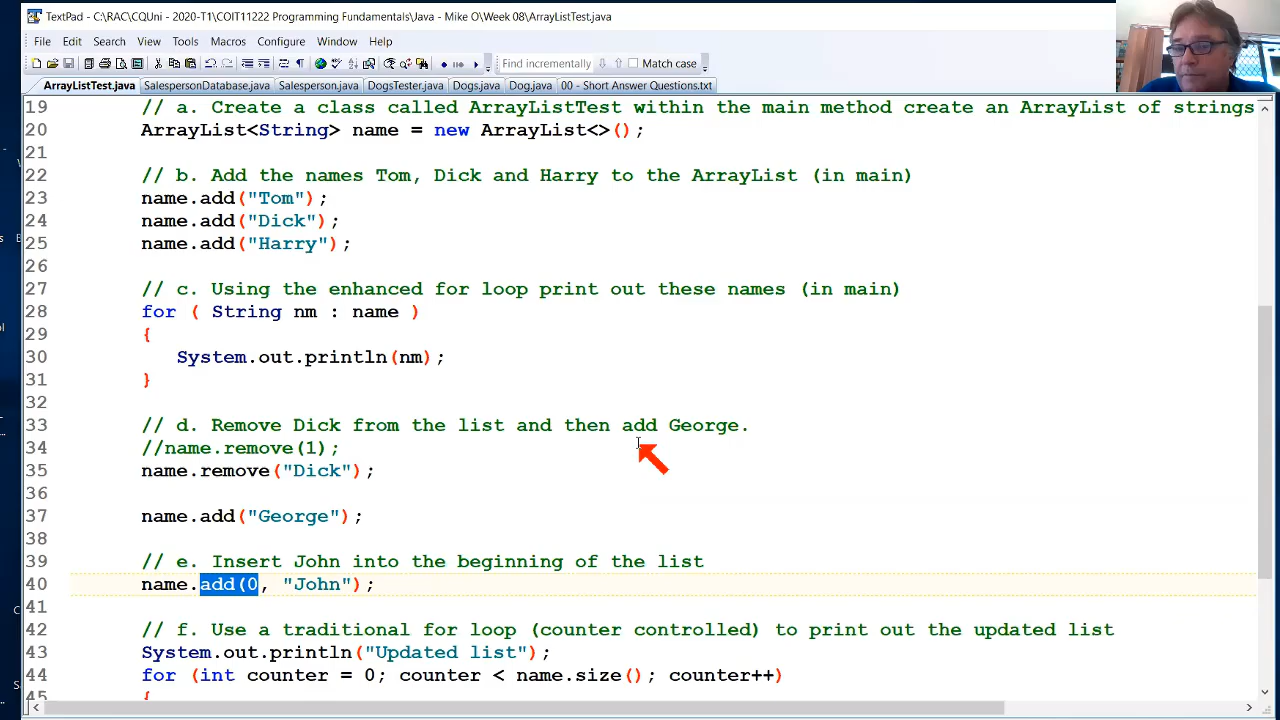 TextPad - C:\RAC\CQUni - 2020-T1\COIT11222 Programming Fundamentals\Java - Mike O\Week 08\ArrayListTest.java
File Edit Search View Tools Macros Configure Window Help
Find incrementally Match case
ArrayListTest.java SalespersonDatabase.java Salesperson.java DogsTester.java Dogs.java Dog.java 00 - Short Answer Questions.txt
19 // a. Create a class called ArrayListTest within the main method create an ArrayList of strings
20 ArrayList<String> name = new ArrayList<>();
21
22 // b. Add the names Tom, Dick and Harry to the ArrayList (in main)
23 name.add("Tom");
24 name.add("Dick");
25 name.add("Harry");
26
27 // c. Using the enhanced for loop print out these names (in main)
28 for ( String nm : name )
29 {
30 System.out.println(nm);
31 }
32
33 // d. Remove Dick from the list and then add George.
34 //name.remove(1);
35 name.remove("Dick");
36
37 name.add("George");
38
39 // e. Insert John into the beginning of the list
40 name.add(0, "John");
41
42 // f. Use a traditional for loop (counter controlled) to print out the updated list
43 System.out.println("Updated list");
44 for (int counter = 0; counter < name.size(); counter++)
45 {